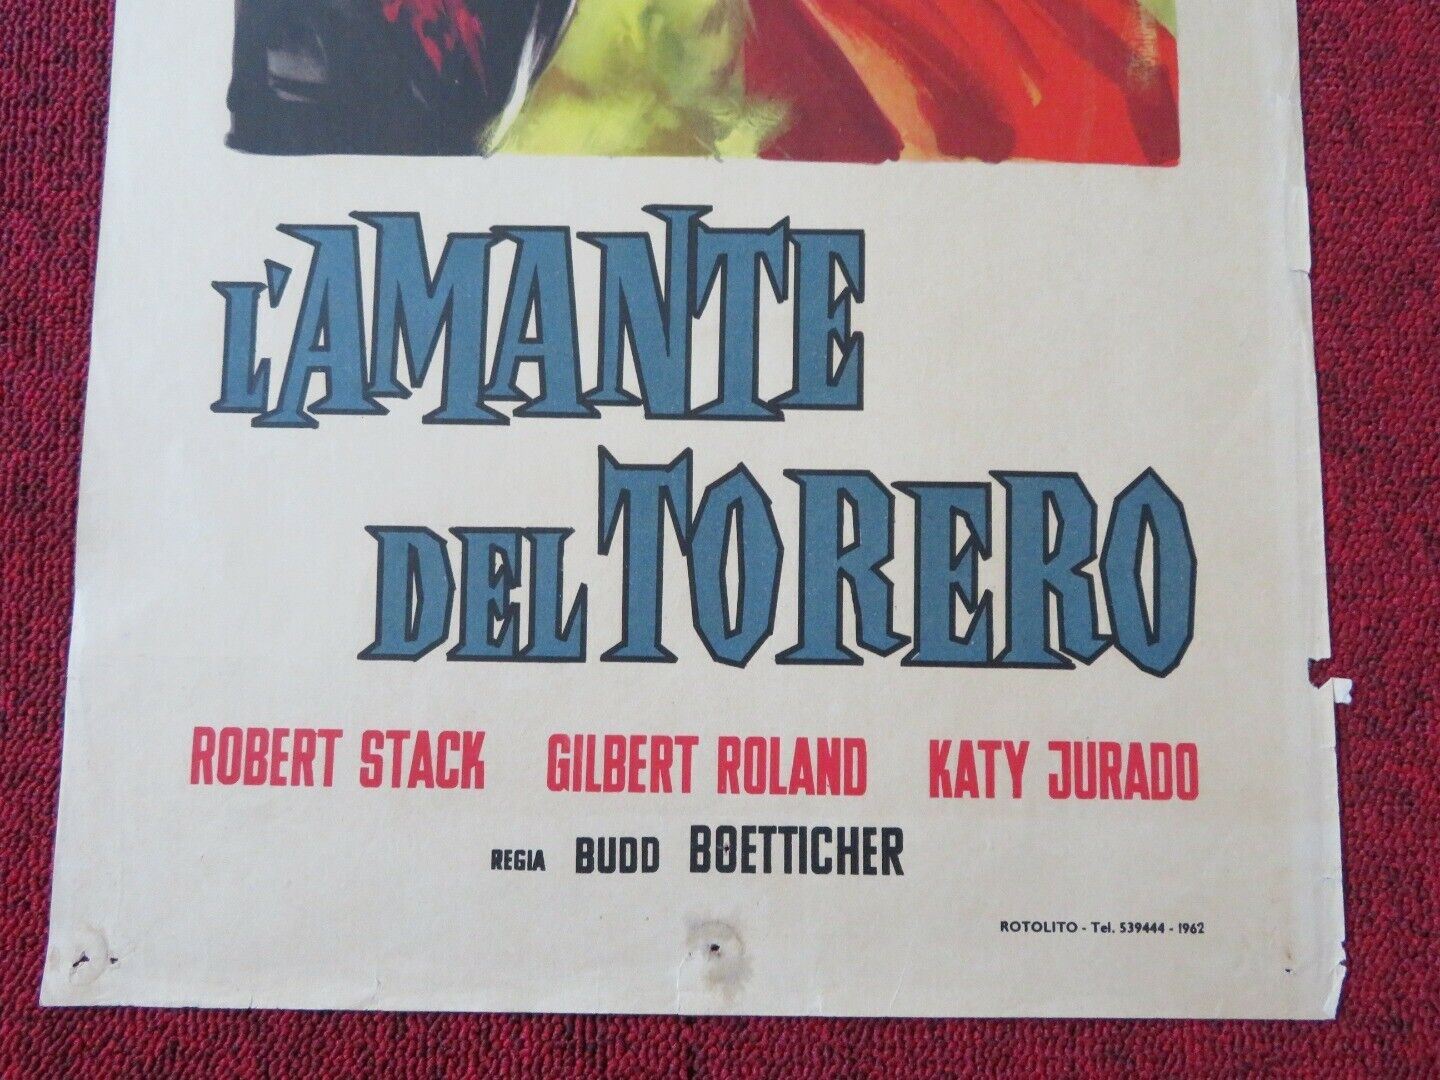 L'AMANTE
DEL TORERO
ROBERT STACK GILBERT ROLAND KATY JURADO
REGIA BUDD BOETTICHER
ROTOLITO - Tel. 539444 - 1962